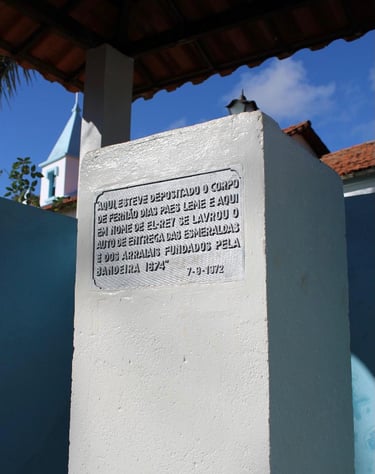 "AQUI ESTEVE DEPOSITADO O CORPO
DE FERNÃO DIAS PAES LEME E AQUI
EM NOME DE EL-REY SE LAVROU O
AUTO DE ENTREGA DAS ESMERALDAS
E DOS ARRAIAIS FUNDADOS PELA
BANDEIRA 1674" 7-9-1972